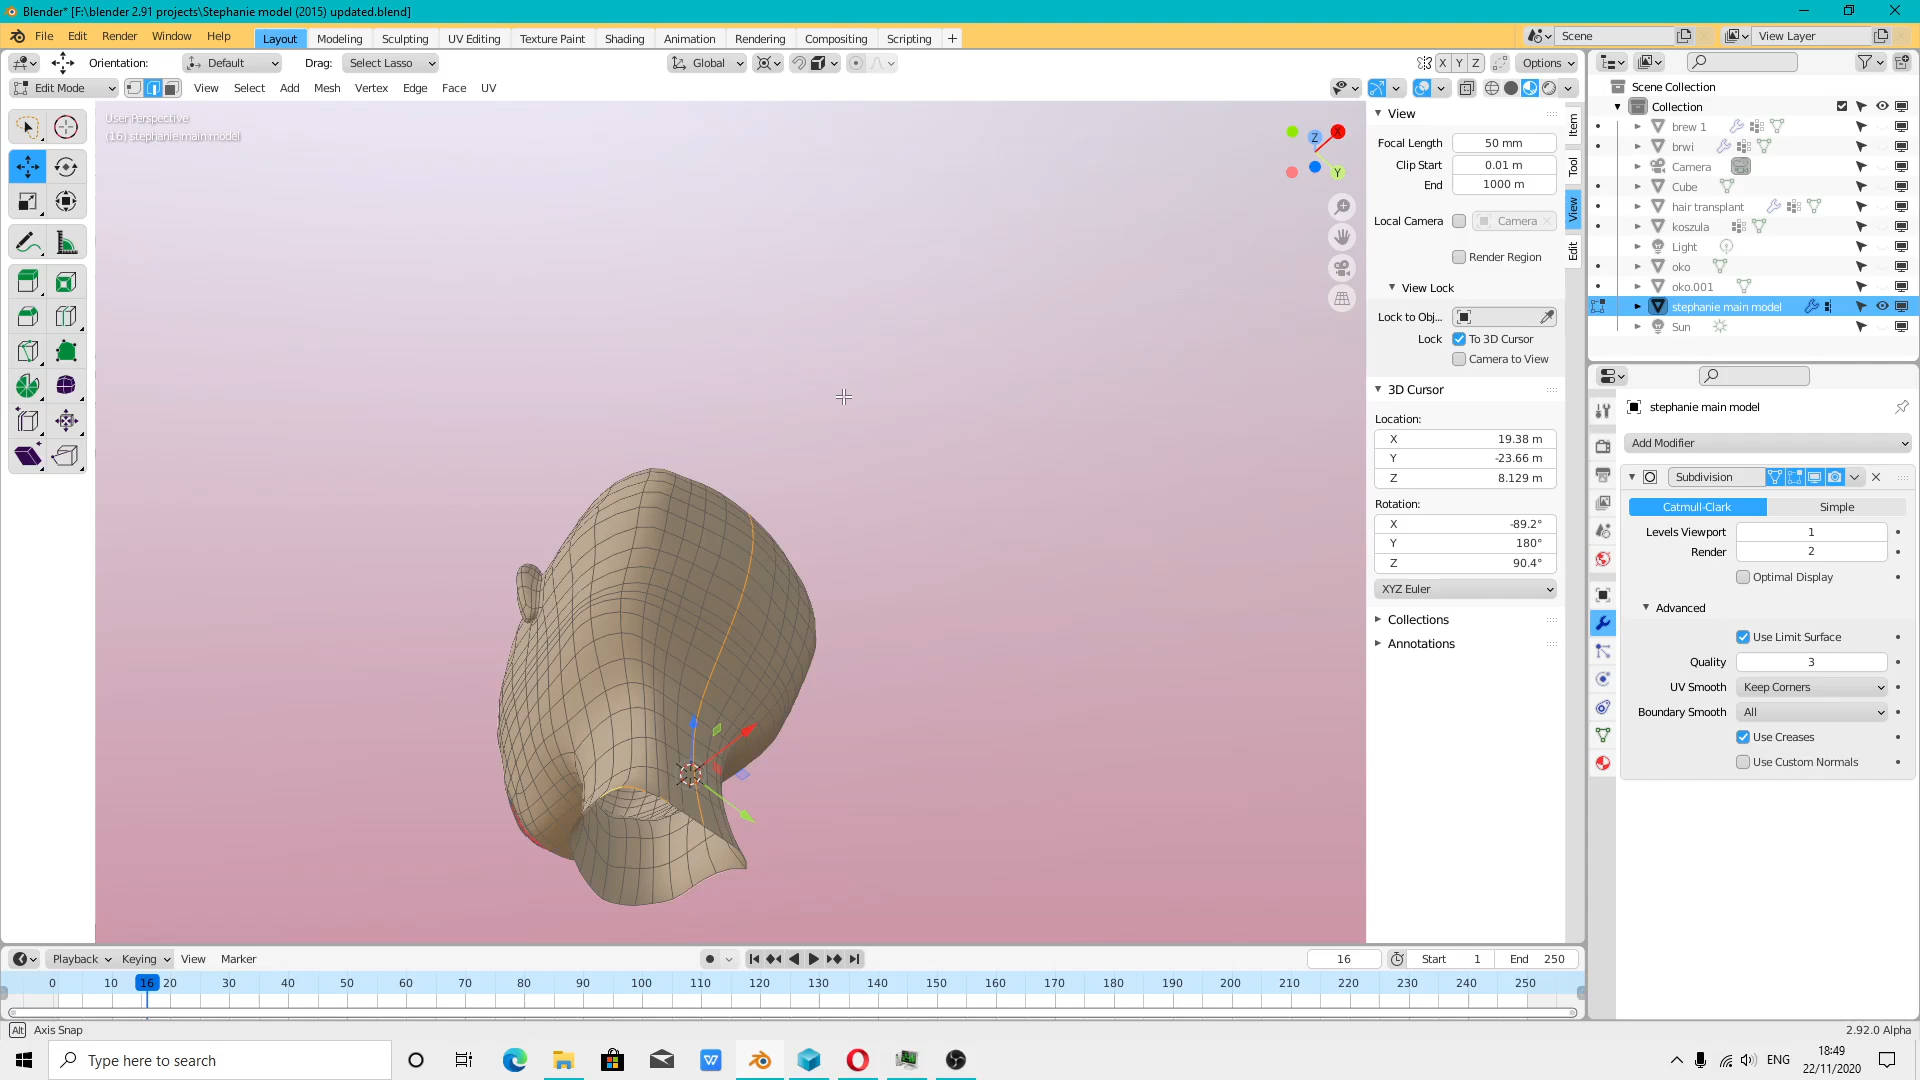 Blender* [F:\blender 2.91 projects\Stephanie model (2015) updated.blend]
File Edit Render Window Help Layout Modeling Sculpting UV Editing Texture Paint Shading Animation Rendering Compositing Scripting + Scene View Layer
Orientation: Default Drag: Select Lasso Global X Y Z Options
Edit Mode View Select Add Mesh Vertex Edge Face UV
User Perspective
(16) stephanie main model
X
Y
Z
View
Focal Length 50 mm
Clip Start 0.01 m
End 1000 m
Local Camera Camera
Render Region
View Lock
Lock to Obj...
Lock To 3D Cursor
Camera to View
3D Cursor
Location:
X 19.38 m
Y -23.66 m
Z 8.129 m
Rotation:
X -89.2°
Y 180°
Z 90.4°
XYZ Euler
Collections
Annotations
Item
Tool
View
Edit
Scene Collection
Collection
brew 1
brwi
Camera
Cube
hair transplant
koszula
Light
oko
oko.001
stephanie main model
Sun
stephanie main model
Add Modifier
Subdivision
Catmull-Clark Simple
Levels Viewport 1
Render 2
Optimal Display
Advanced
Use Limit Surface
Quality 3
UV Smooth Keep Corners
Boundary Smooth All
Use Creases
Use Custom Normals
Playback Keying View Marker 16 Start 1 End 250
0 10 16 20 30 40 50 60 70 80 90 100 110 120 130 140 150 160 170 180 190 200 210 220 230 240 250
Alt Axis Snap 2.92.0 Alpha
Type here to search
ENG
18:49
22/11/2020